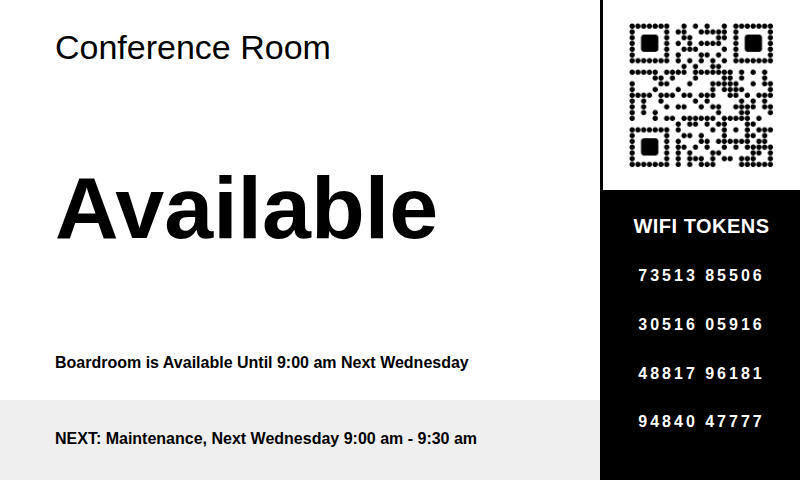 Conference Room
Available
Boardroom is Available Until 9:00 am Next Wednesday
NEXT: Maintenance, Next Wednesday 9:00 am - 9:30 am
WIFI TOKENS
73513 85506
30516 05916
48817 96181
94840 47777